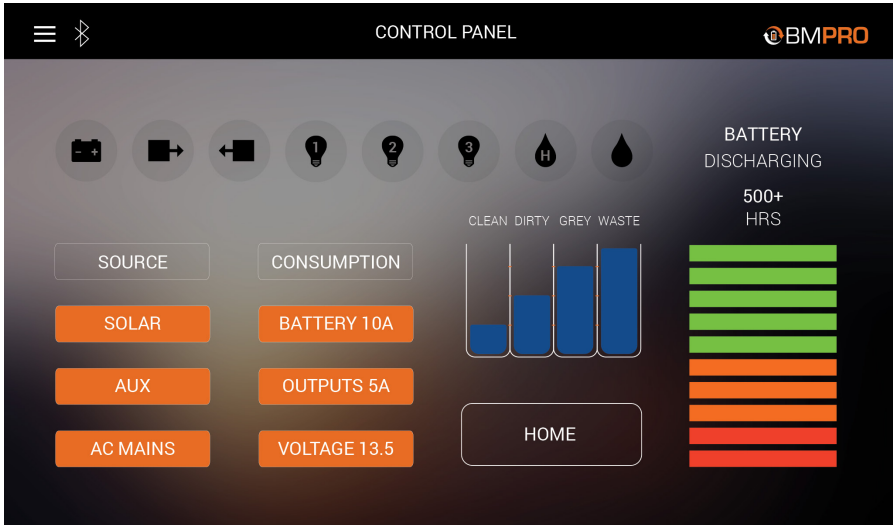 CONTROL PANEL
BMPRO
- +
1
2
3
H
BATTERY
DISCHARGING
500+
HRS
CLEAN DIRTY GREY WASTE
SOURCE
CONSUMPTION
SOLAR
BATTERY 10A
AUX
OUTPUTS 5A
AC MAINS
VOLTAGE 13.5
HOME